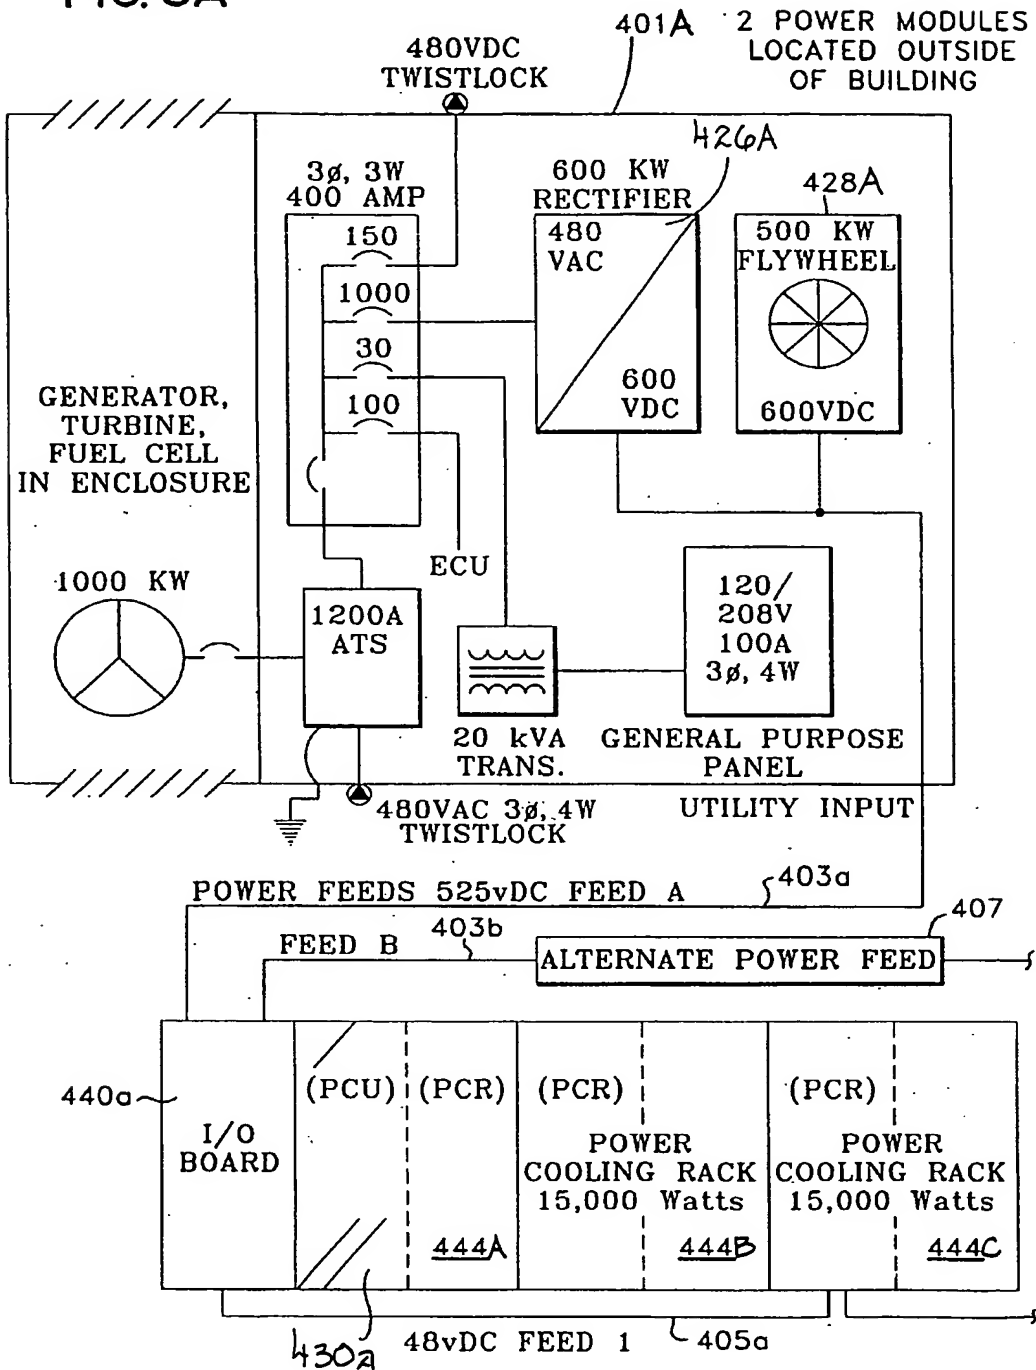 FIG. 6A
401A
2 POWER MODULES
LOCATED OUTSIDE
OF BUILDING
480VDC
TWISTLOCK
426A
3ø, 3W
400 AMP
600 KW
RECTIFIER
428A
150
1000
30
100
480
VAC
600
VDC
500 KW
FLYWHEEL
600VDC
GENERATOR,
TURBINE,
FUEL CELL
IN ENCLOSURE
ECU
1000 KW
1200A
ATS
120/
208V
100A
3ø, 4W
20 kVA
TRANS.
GENERAL PURPOSE
PANEL
480VAC 3ø, 4W
TWISTLOCK
UTILITY INPUT
POWER FEEDS 525vDC FEED A
403a
FEED B
403b
407
ALTERNATE POWER FEED
440a
I/O
BOARD
(PCU)
(PCR)
444A
(PCR)
POWER
COOLING RACK
15,000 Watts
444B
(PCR)
POWER
COOLING RACK
15,000 Watts
444C
430a
48vDC FEED 1
405a